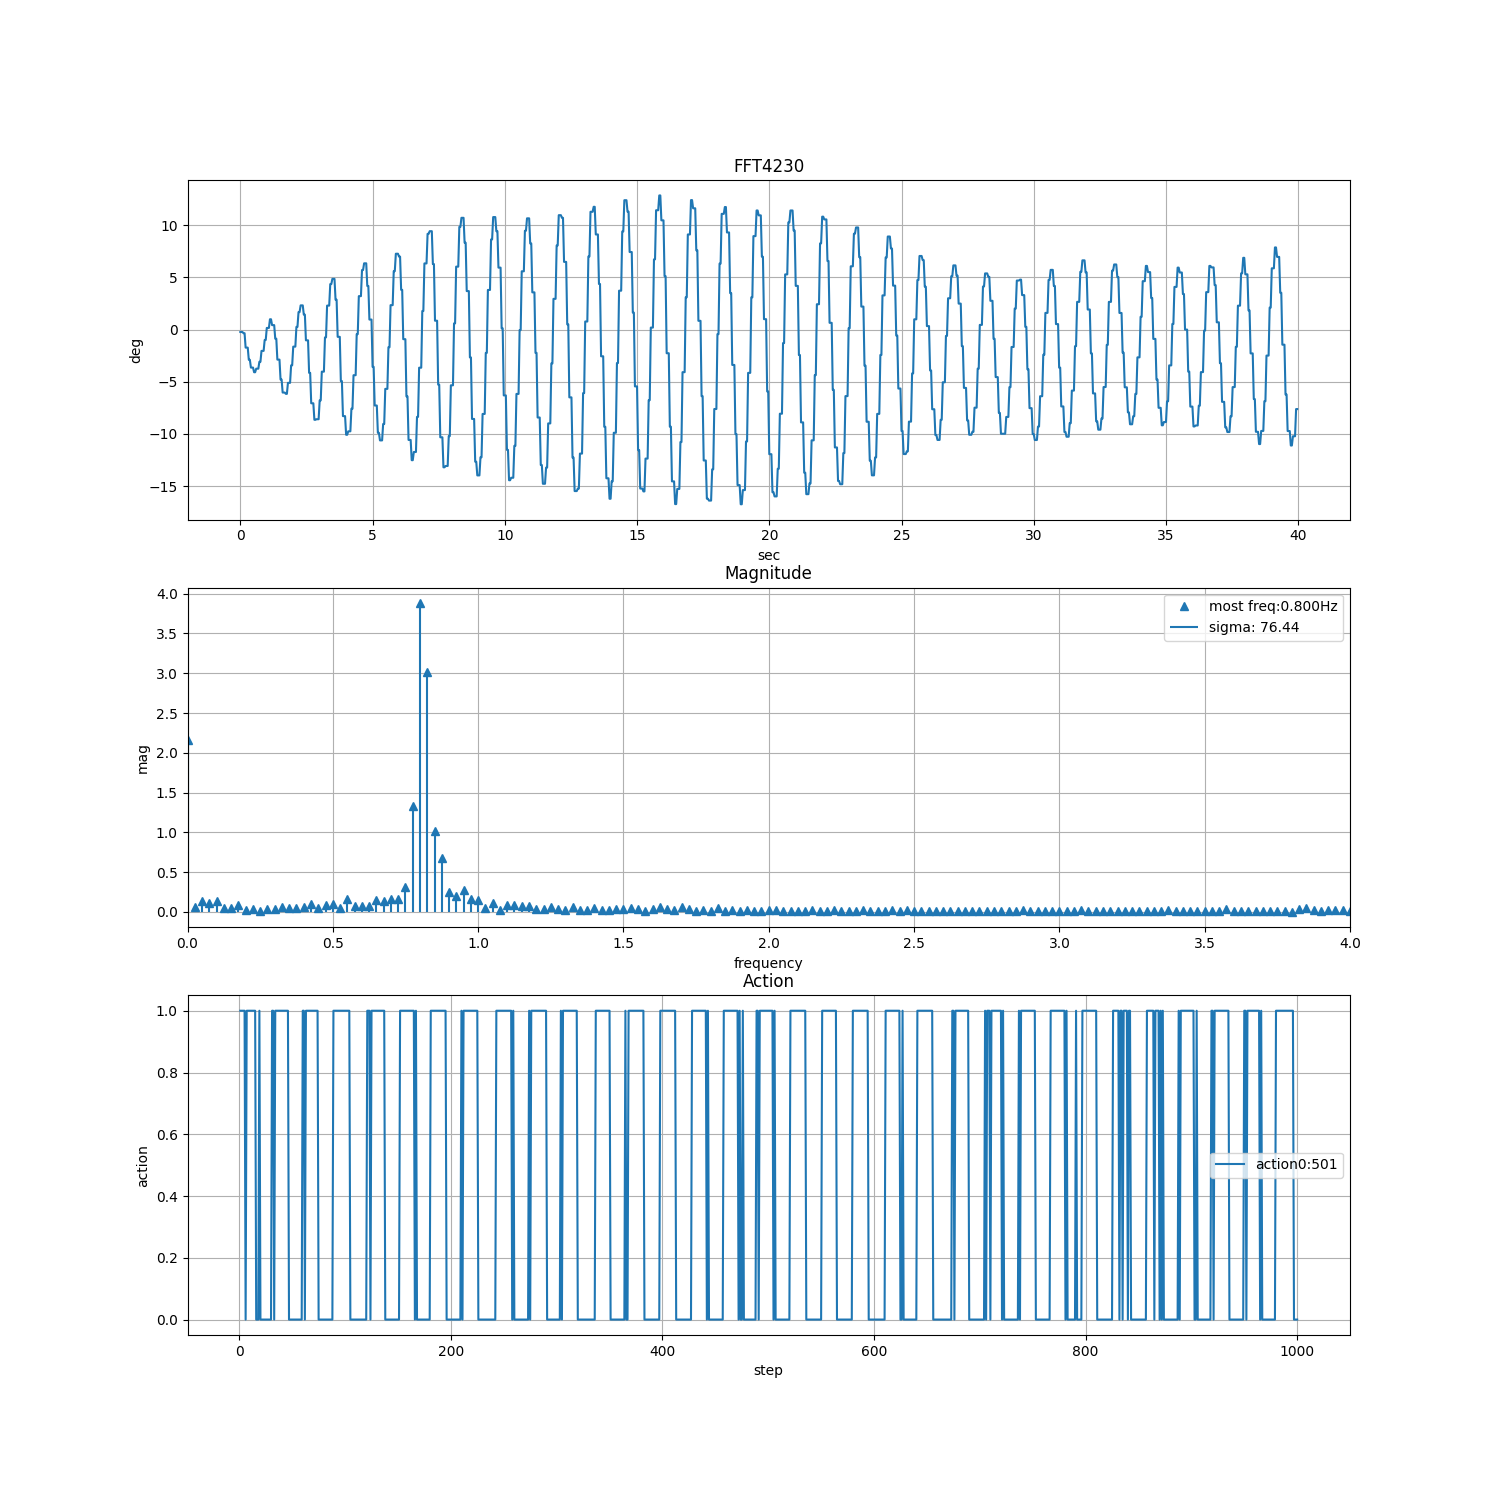 FFT4230
10
5
0
−5
−10
−15
deg
0 5 10 15 20 25 30 35 40
sec
Magnitude
4.0
3.5
3.0
2.5
2.0
1.5
1.0
0.5
0.0
mag
most freq:0.800Hz
sigma: 76.44
0.0 0.5 1.0 1.5 2.0 2.5 3.0 3.5 4.0
frequency
Action
1.0
0.8
0.6
0.4
0.2
0.0
action
action0:501
0 200 400 600 800 1000
step